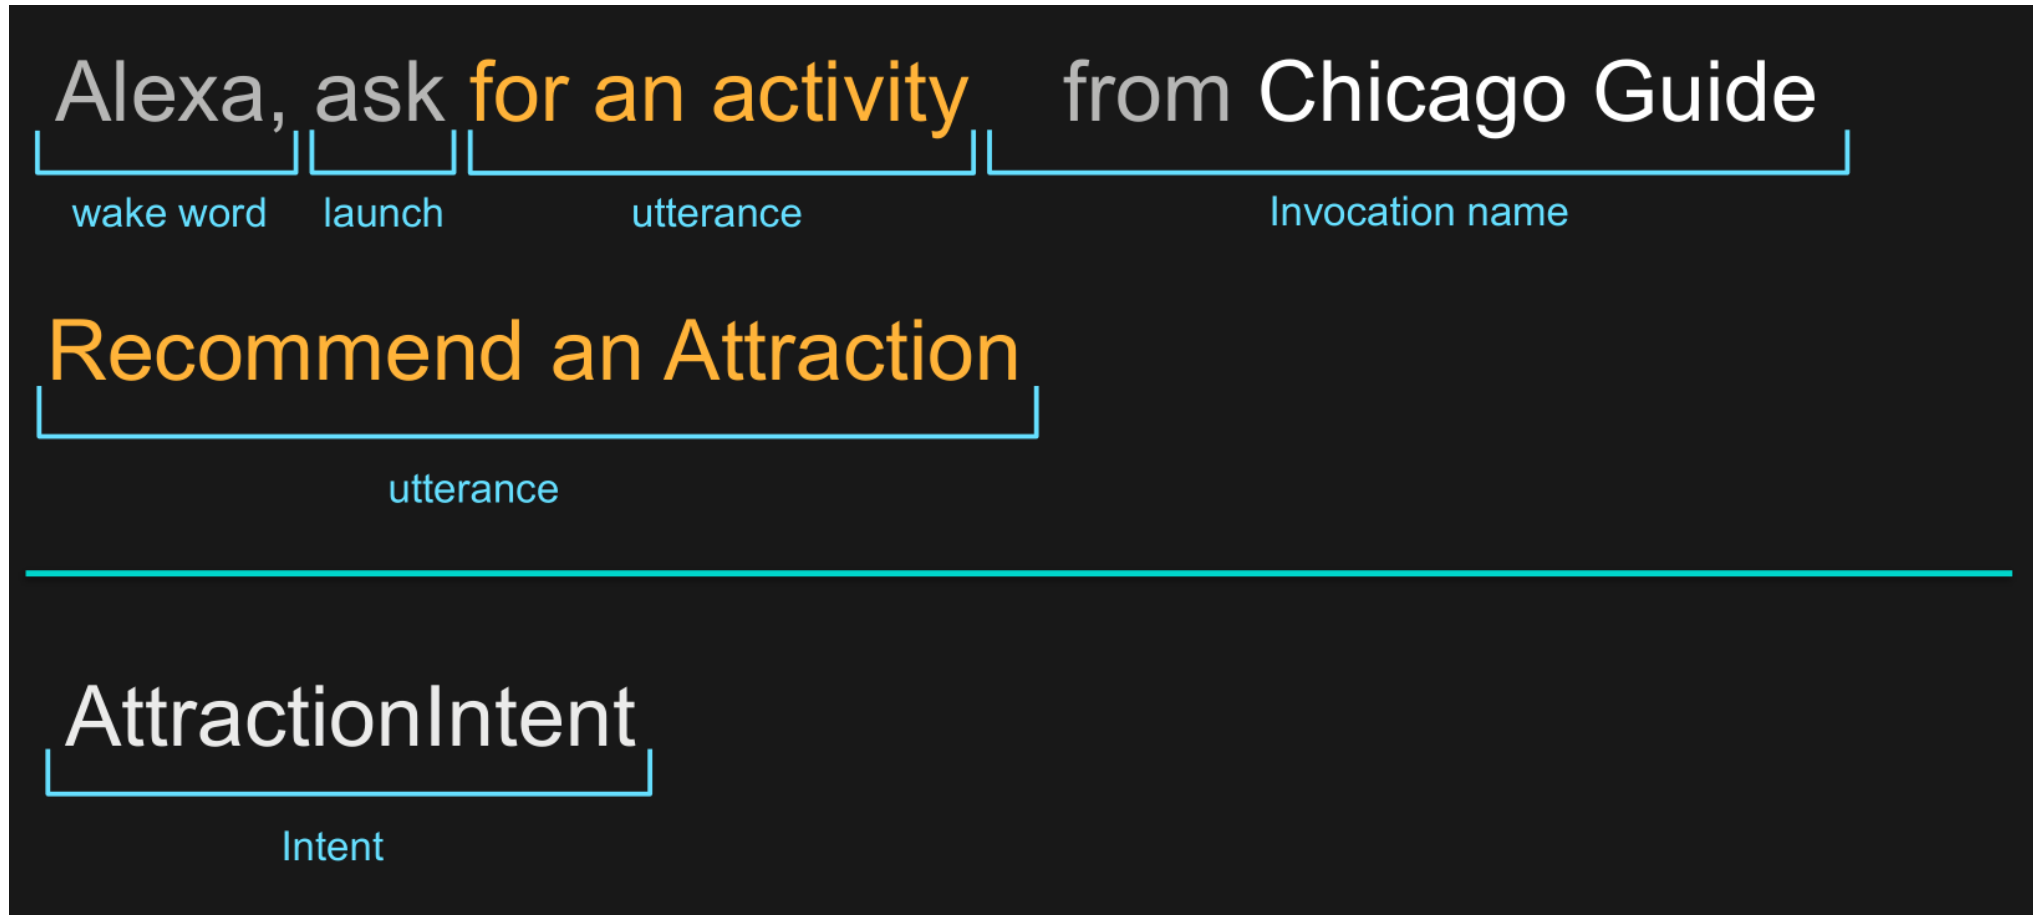 Alexa, ask for an activity from Chicago Guide
wake word launch utterance Invocation name
Recommend an Attraction
utterance
AttractionIntent
Intent